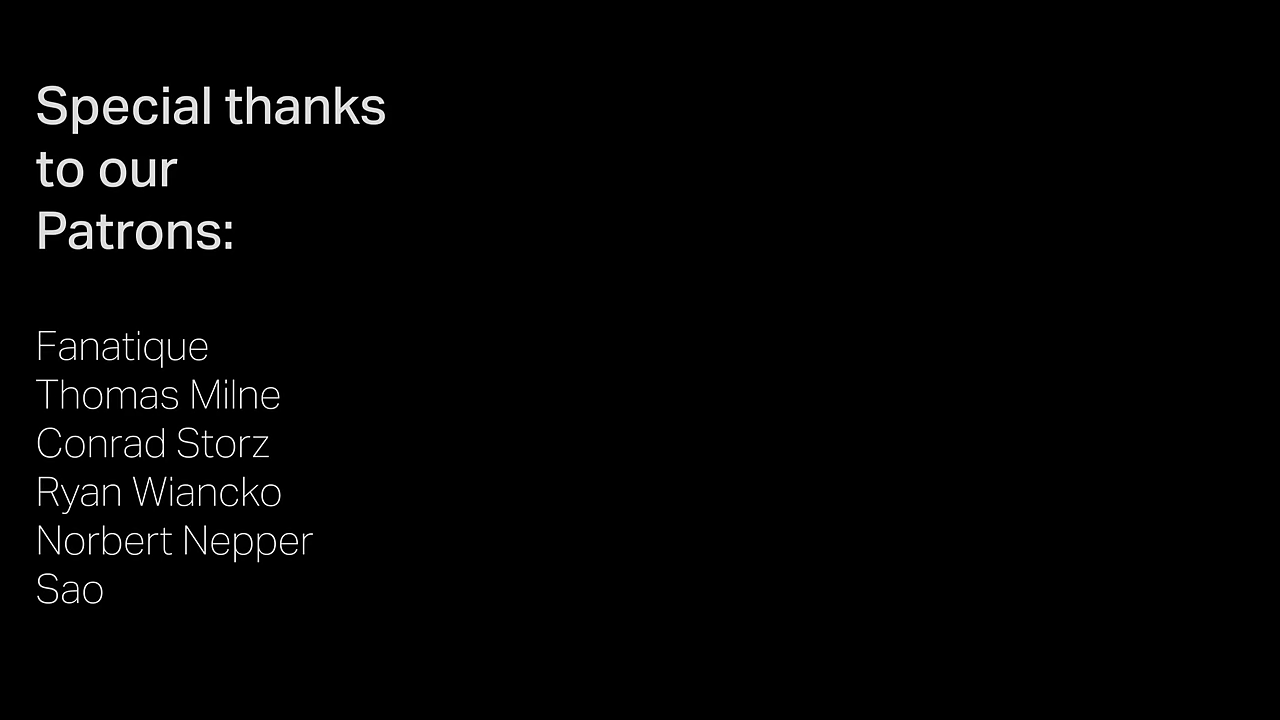 Special thanks
to our
Patrons:
Fanatique
Thomas Milne
Conrad Storz
Ryan Wiancko
Norbert Nepper
Sao